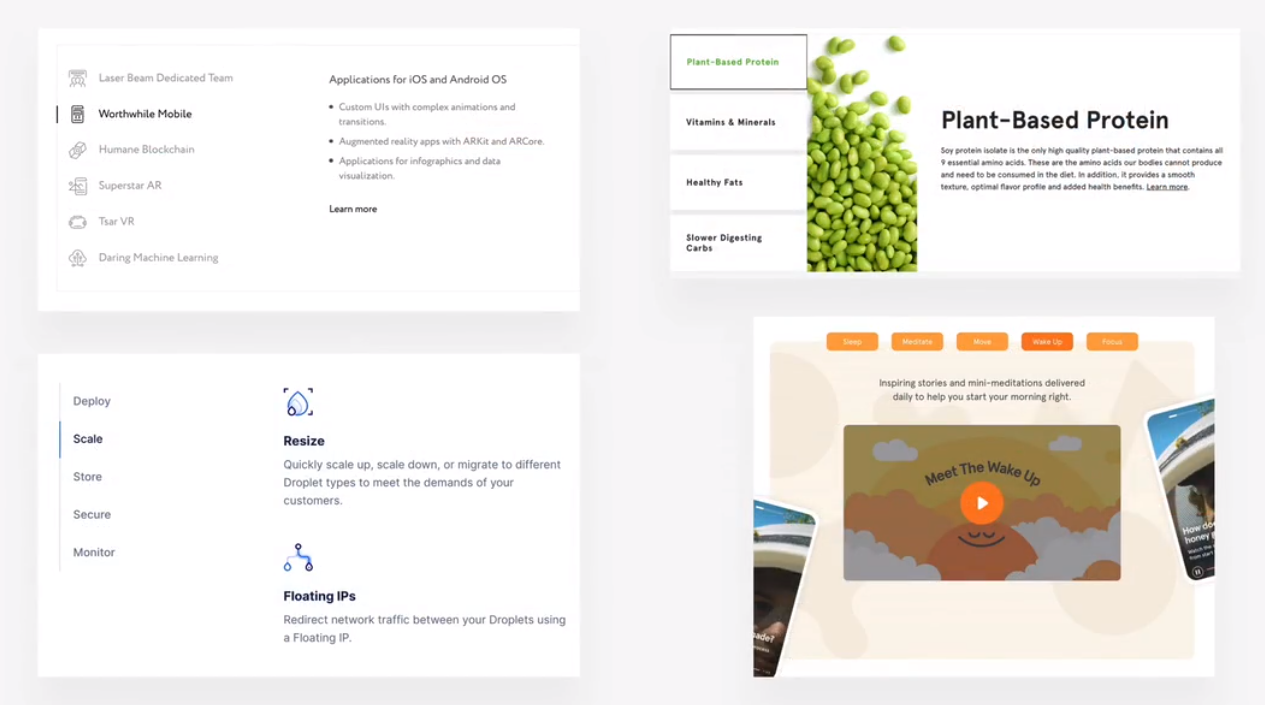 Laser Beam Dedicated Team
Worthwhile Mobile
Humane Blockchain
Superstar AR
Tsar VR
Daring Machine Learning
Applications for iOS and Android OS
Custom UIs with complex animations and
transitions.
Augmented reality apps with ARKit and ARCore.
Applications for infographics and data
visualization.
Learn more
Plant-Based Protein
Vitamins & Minerals
Healthy Fats
Slower Digesting
Carbs
Plant-Based Protein
Soy protein isolate is the only high quality plant-based protein that contains all
9 essential amino acids. These are the amino acids our bodies cannot produce
and need to be consumed in the diet. In addition, it provides a smooth
texture, optimal flavor profile and added health benefits. Learn more.
Deploy
Scale
Store
Secure
Monitor
Resize
Quickly scale up, scale down, or migrate to different
Droplet types to meet the demands of your
customers.
Floating IPs
Redirect network traffic between your Droplets using
a Floating IP.
Sleep
Meditate
Move
Wake Up
Focus
Inspiring stories and mini-meditations delivered
daily to help you start your morning right.
Meet The Wake Up
How do
honey
Watch the
from start
ade?